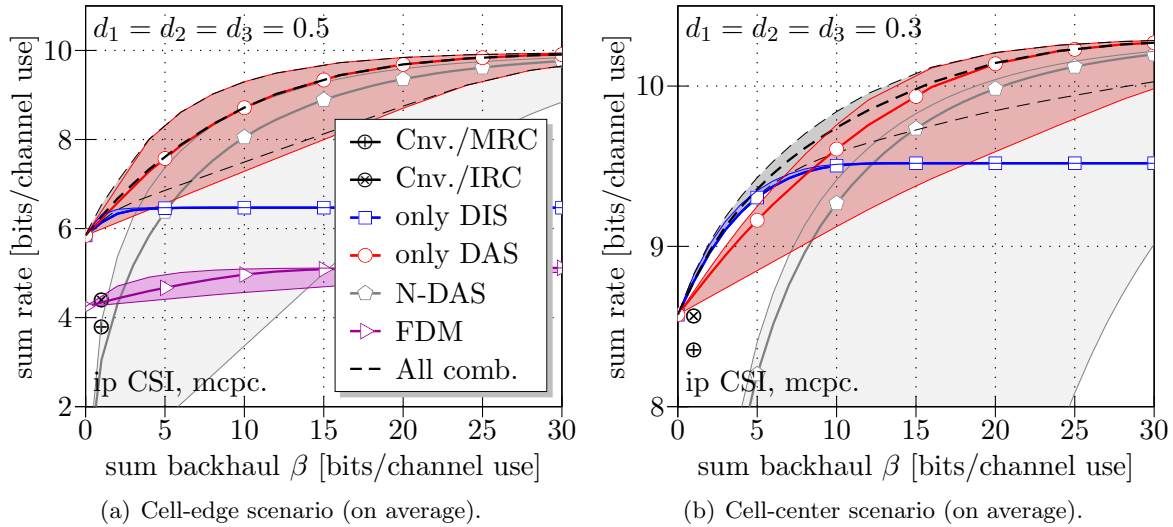 d₁ = d₂ = d₃ = 0.5
sum rate [bits/channel use]
10
8
6
4
2
Cnv./MRC
Cnv./IRC
only DIS
only DAS
N-DAS
FDM
All comb.
ip CSI, mcpc.
0 5 10 15 20 25 30
sum backhaul β [bits/channel use]
(a) Cell-edge scenario (on average).
d₁ = d₂ = d₃ = 0.3
sum rate [bits/channel use]
10
9
8
ip CSI, mcpc.
0 5 10 15 20 25 30
sum backhaul β [bits/channel use]
(b) Cell-center scenario (on average).